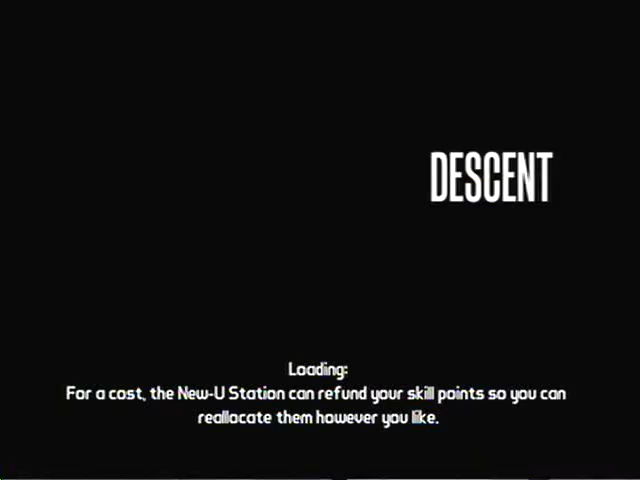 DESCENT
Loading:
For a cost, the New-U Station can refund your skill points so you can
reallocate them however you like.